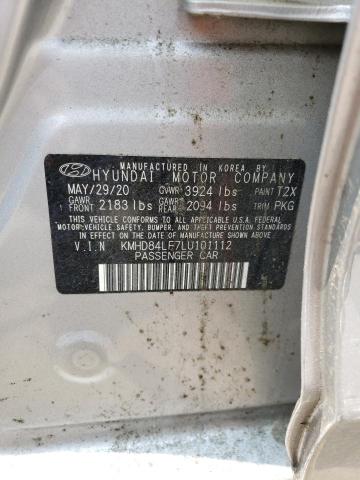 MANUFACTURED IN KOREA BY
HYUNDAI MOTOR COMPANY
MAY/29/20 GVWR 3924 lbs PAINT T2X
GAWR FRONT 2183 lbs GAWR REAR 2094 lbs TRIM PKG
THIS VEHICLE CONFORMS TO ALL APPLICABLE U.S. FEDERAL
MOTOR VEHICLE SAFETY, BUMPER, AND THEFT PREVENTION STANDARDS
IN EFFECT ON THE DATE OF MANUFACTURE SHOWN ABOVE.
V.I.N KMHD84LF7LU101112
PASSENGER CAR